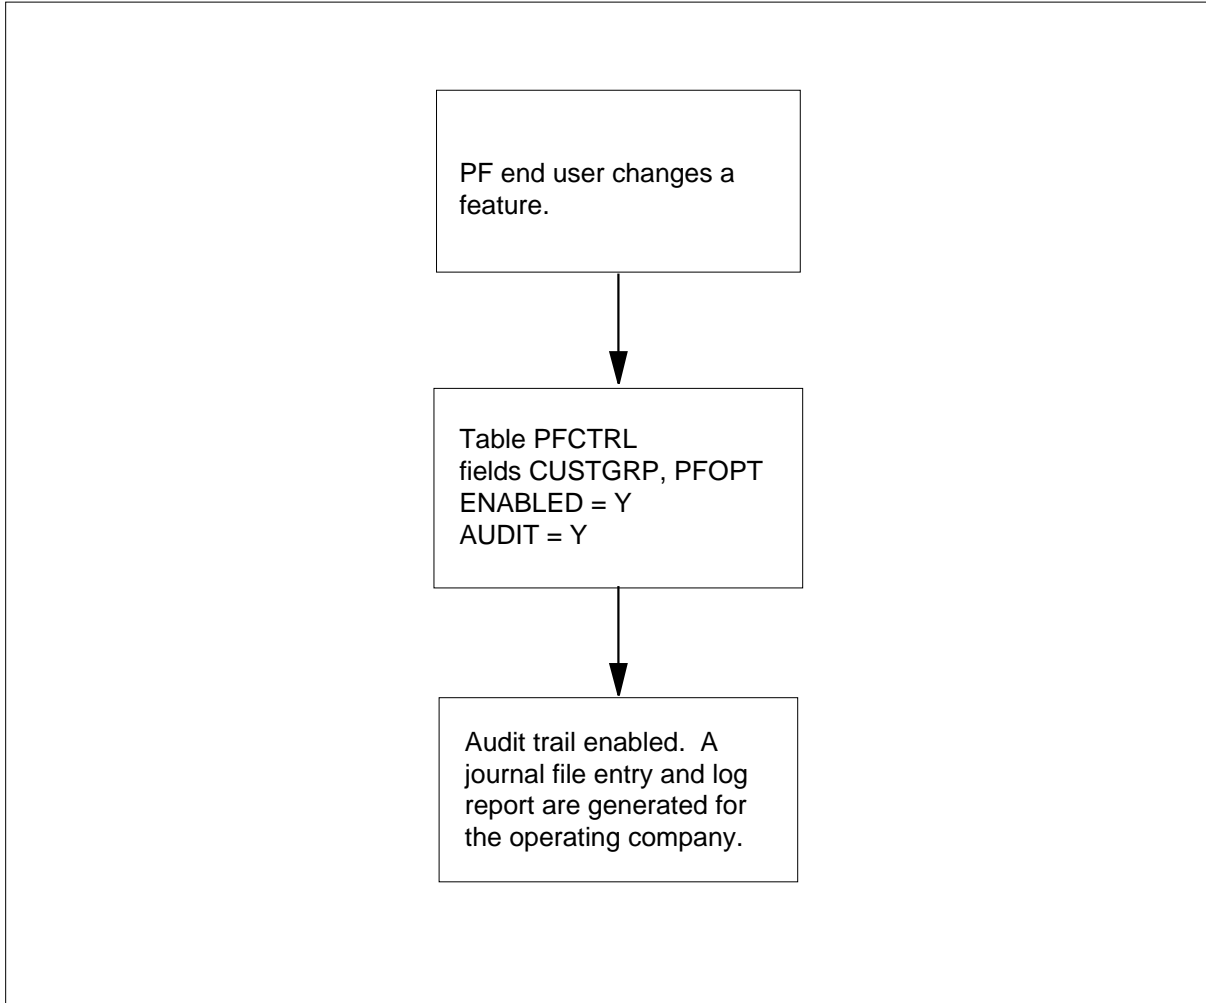 PF end user changes a
feature.
Table PFCTRL
fields CUSTGRP, PFOPT
ENABLED = Y
AUDIT = Y
Audit trail enabled.  A
journal file entry and log
report are generated for
the operating company.